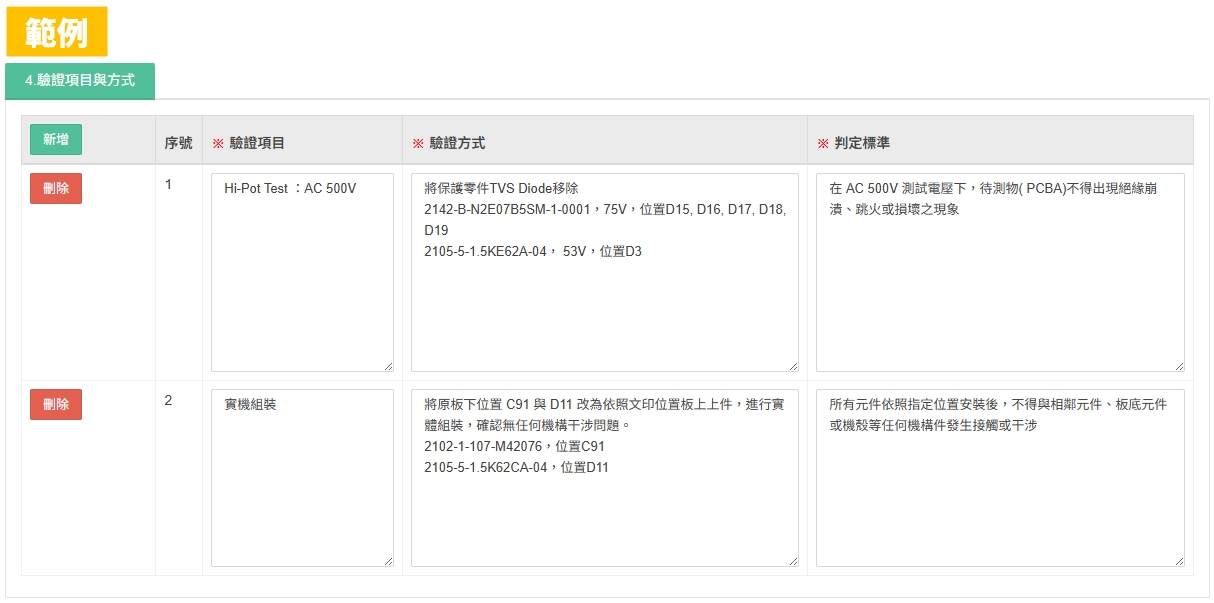 範例
4.驗證項目與方式
新增
序號
※ 驗證項目
※ 驗證方式
※ 判定標準
刪除
1
Hi-Pot Test ：AC 500V
將保護零件TVS Diode移除
2142-B-N2E07B5SM-1-0001，75V，位置D15, D16, D17, D18,
D19
2105-5-1.5KE62A-04， 53V，位置D3
在 AC 500V 測試電壓下，待測物( PCBA)不得出現絕緣崩
潰、跳火或損壞之現象
刪除
2
實機組裝
將原板下位置 C91 與 D11 改為依照文印位置板上上件，進行實
體組裝，確認無任何機構干涉問題。
2102-1-107-M42076，位置C91
2105-5-1.5K62CA-04，位置D11
所有元件依照指定位置安裝後，不得與相鄰元件、板底元件
或機殼等任何機構件發生接觸或干涉